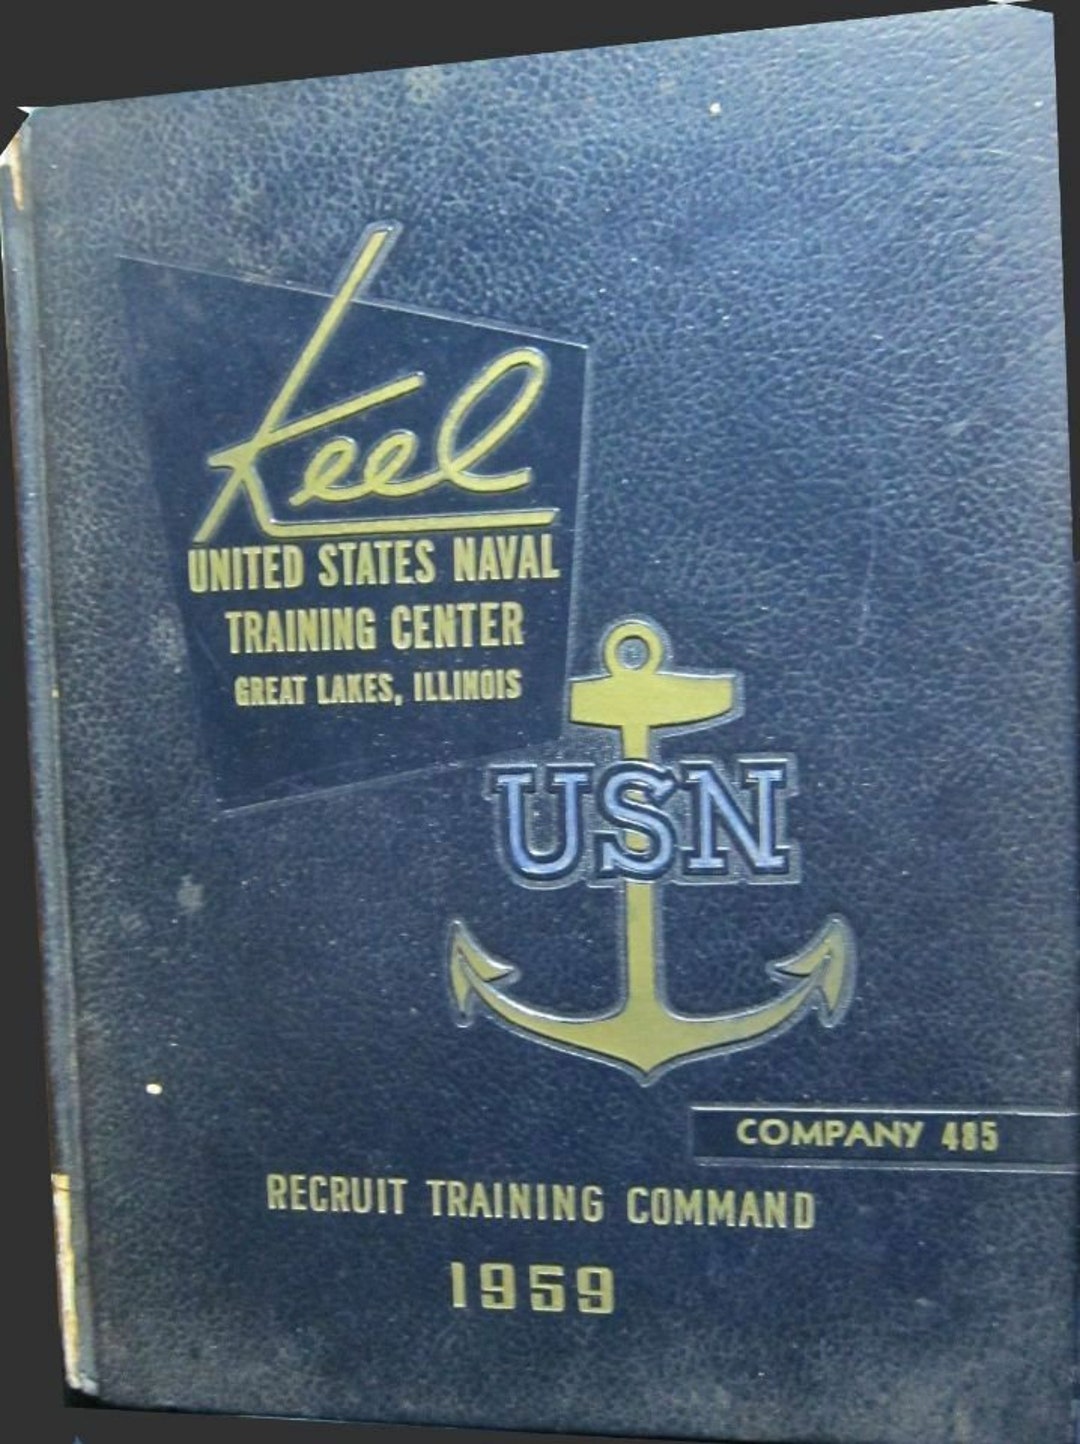 Keel
UNITED STATES NAVAL
TRAINING CENTER
GREAT LAKES, ILLINOIS
USN
COMPANY 485
RECRUIT TRAINING COMMAND
1959